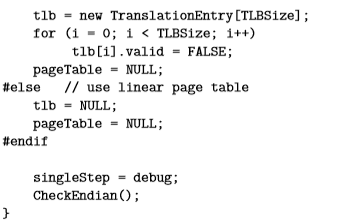 tlb = new TranslationEntry[TLBSize];
    for (i = 0; i < TLBSize; i++)
         tlb[i].valid = FALSE;
    pageTable = NULL;
#else   // use linear page table
    tlb = NULL;
    pageTable = NULL;
#endif

    singleStep = debug;
    CheckEndian();
}